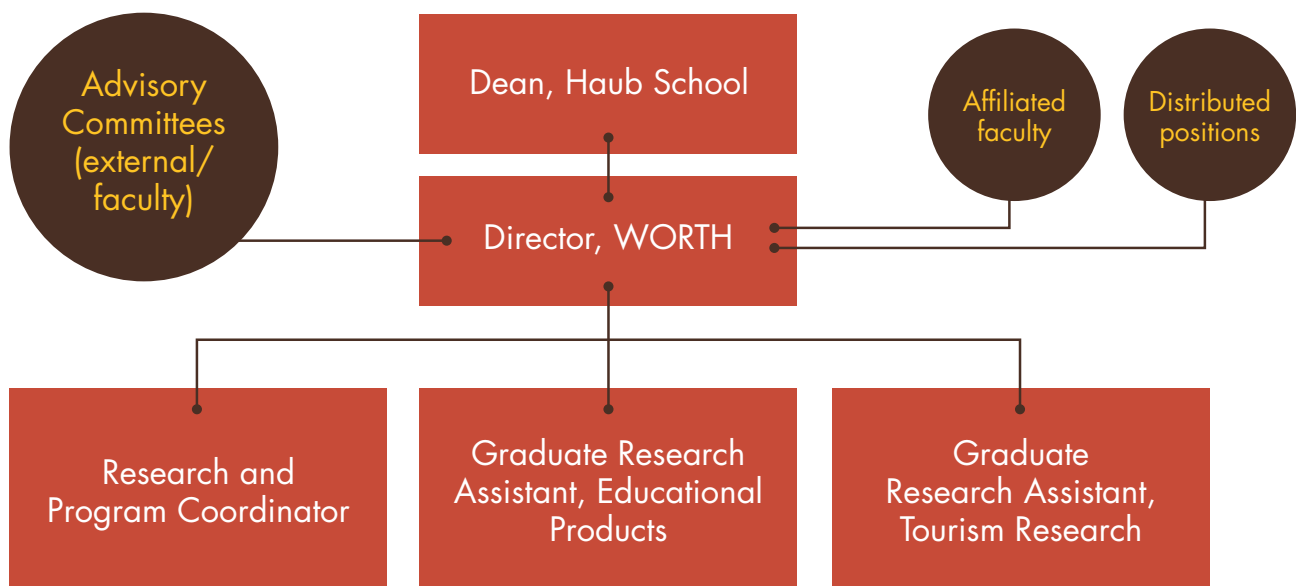 Advisory
Committees
(external/
faculty)
Dean, Haub School
Affiliated
faculty
Distributed
positions
Director, WORTH
Research and
Program Coordinator
Graduate Research
Assistant, Educational
Products
Graduate
Research Assistant,
Tourism Research